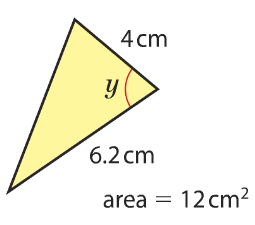 4 cm
y
6.2 cm
area = 12 cm²